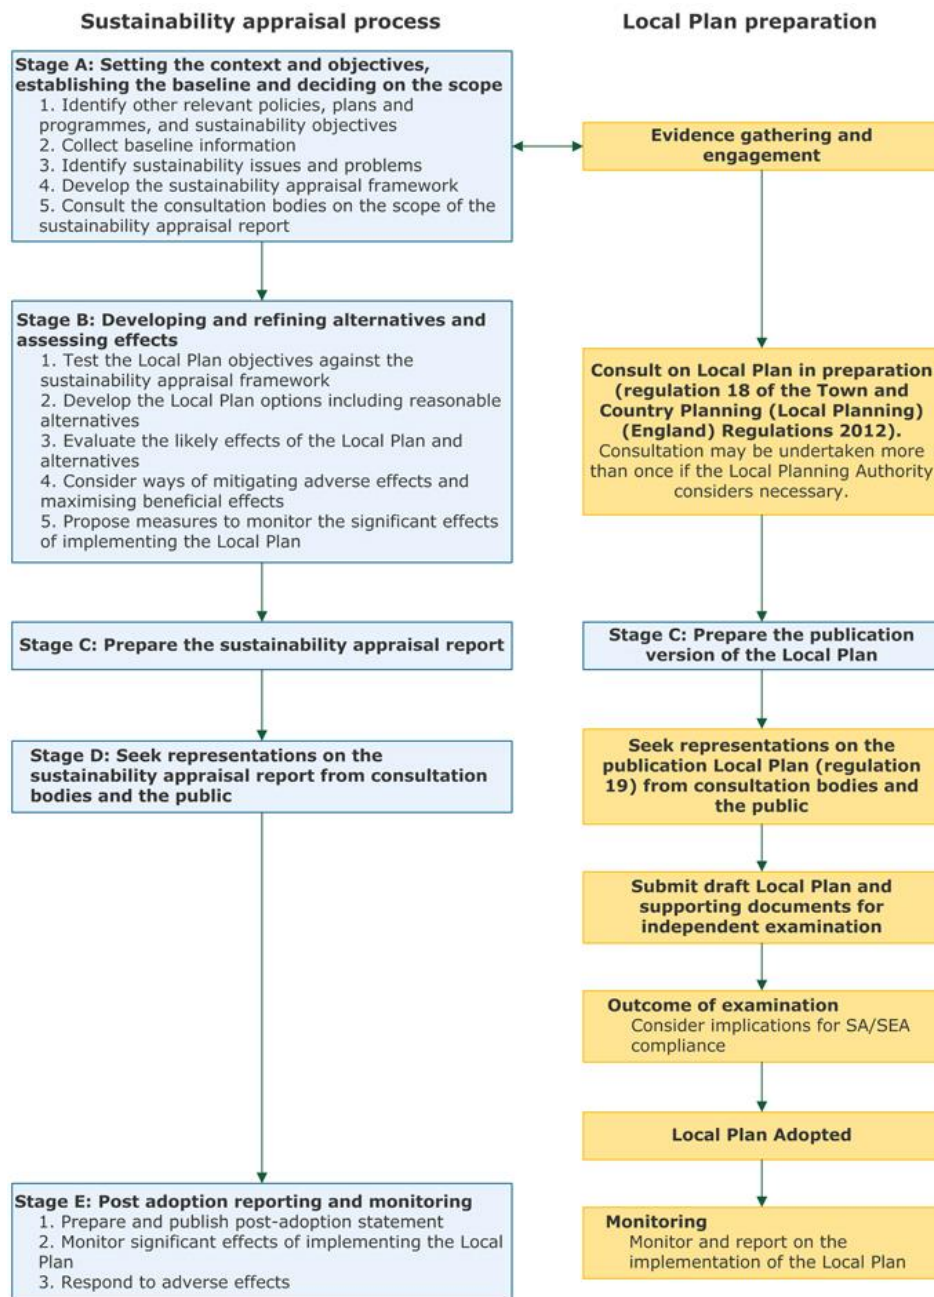 Sustainability appraisal process
Local Plan preparation
Stage A: Setting the context and objectives,
establishing the baseline and deciding on the scope
1. Identify other relevant policies, plans and
programmes, and sustainability objectives
2. Collect baseline information
3. Identify sustainability issues and problems
4. Develop the sustainability appraisal framework
5. Consult the consultation bodies on the scope of the
sustainability appraisal report
Evidence gathering and
engagement
Stage B: Developing and refining alternatives and
assessing effects
1. Test the Local Plan objectives against the
sustainability appraisal framework
2. Develop the Local Plan options including reasonable
alternatives
3. Evaluate the likely effects of the Local Plan and
alternatives
4. Consider ways of mitigating adverse effects and
maximising beneficial effects
5. Propose measures to monitor the significant effects
of implementing the Local Plan
Consult on Local Plan in preparation
(regulation 18 of the Town and
Country Planning (Local Planning)
(England) Regulations 2012).
Consultation may be undertaken more
than once if the Local Planning Authority
considers necessary.
Stage C: Prepare the sustainability appraisal report
Stage C: Prepare the publication
version of the Local Plan
Stage D: Seek representations on the
sustainability appraisal report from consultation
bodies and the public
Seek representations on the
publication Local Plan (regulation
19) from consultation bodies and
the public
Submit draft Local Plan and
supporting documents for
independent examination
Outcome of examination
Consider implications for SA/SEA
compliance
Local Plan Adopted
Stage E: Post adoption reporting and monitoring
1. Prepare and publish post-adoption statement
2. Monitor significant effects of implementing the Local
Plan
3. Respond to adverse effects
Monitoring
Monitor and report on the
implementation of the Local Plan